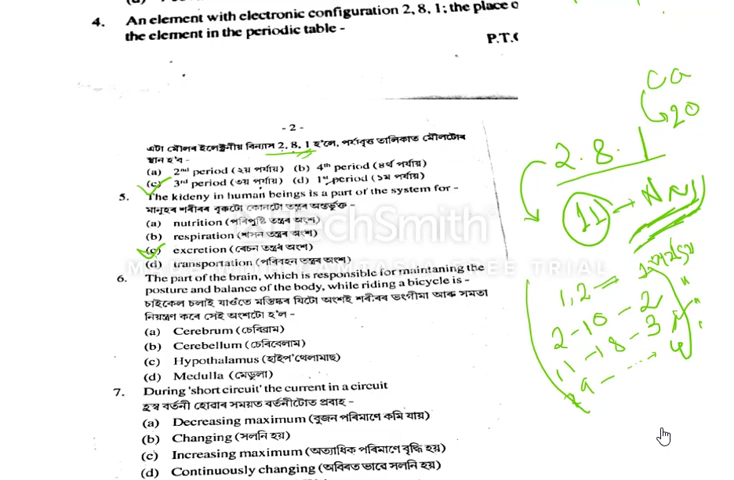 4. An element with electronic configuration 2, 8, 1; the place o
the element in the periodic table -
P.T.O
- 2 -
এটা মৌলৰ ইলেক্ট্ৰনীয় বিন্যাস 2, 8, 1 হ'লে, পৰ্যাবৃত্ত তালিকাত মৌলটোৰ
স্থান হ'ব -
(a) 2nd period (২য় পৰ্যায়) (b) 4th period (৪ৰ্থ পৰ্যায়)
(c) 3rd period (৩য় পৰ্যায়) (d) 1st period (১ম পৰ্যায়)
5. The kideny in human beings is a part of the system for -
মানুহৰ শৰীৰৰ বৃক্কটো কোনটো তন্ত্ৰৰ অন্তৰ্ভুক্ত -
(a) nutrition (পৰিপুষ্টি তন্ত্ৰৰ অংশ)
(b) respiration (শ্বসন তন্ত্ৰৰ অংশ)
(c) excretion (ৰেচন তন্ত্ৰৰ অংশ)
(d) transportation (পৰিবহন তন্ত্ৰৰ অংশ)
6. The part of the brain, which is responsible for maintaning the
posture and balance of the body, while riding a bicycle is -
চাইকেল চলাই যাওঁতে মস্তিষ্কৰ যিটো অংশই শৰীৰৰ ভংগীমা আৰু সমতা
নিয়ন্ত্ৰণ কৰে সেই অংশটো হ'ল -
(a) Cerebrum (চেৰিব্ৰাম)
(b) Cerebellum (চেৰিবেলাম)
(c) Hypothalamus (হাইপ'থেলামাছ)
(d) Medulla (মেডুলা)
7. During 'short circuit' the current in a circuit
হ্ৰস্ব বৰ্তনী হোৱাৰ সময়ত বৰ্তনীটোত প্ৰবাহ -
(a) Decreasing maximum (বুজন পৰিমাণে কমি যায়)
(b) Changing (সলনি হয়)
(c) Increasing maximum (অত্যাধিক পৰিমাণে বৃদ্ধি হয়)
(d) Continuously changing (অবিৰত ভাবে সলনি হয়)
TechSmith
MADE WITH CAMTASIA FREE TRIAL
Ca
20
2.8.1
11
1,2
2-10-2
11-18-3